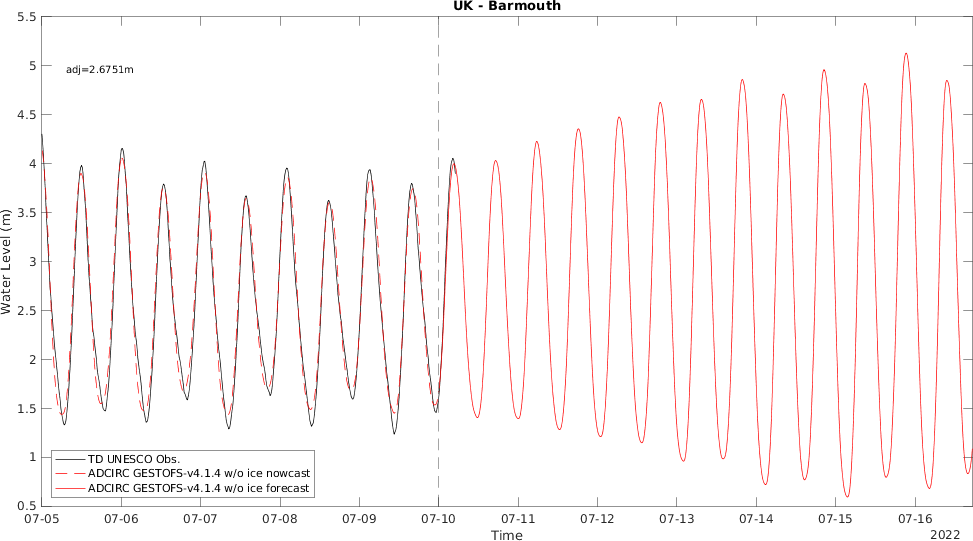 UK - Barmouth
5.5
5
4.5
4
3.5
3
2.5
2
1.5
1
0.5
Water Level (m)
adj=2.6751m
TD UNESCO Obs.
ADCIRC GESTOFS-v4.1.4 w/o ice nowcast
ADCIRC GESTOFS-v4.1.4 w/o ice forecast
07-05 07-06 07-07 07-08 07-09 07-10 07-11 07-12 07-13 07-14 07-15 07-16
Time
2022